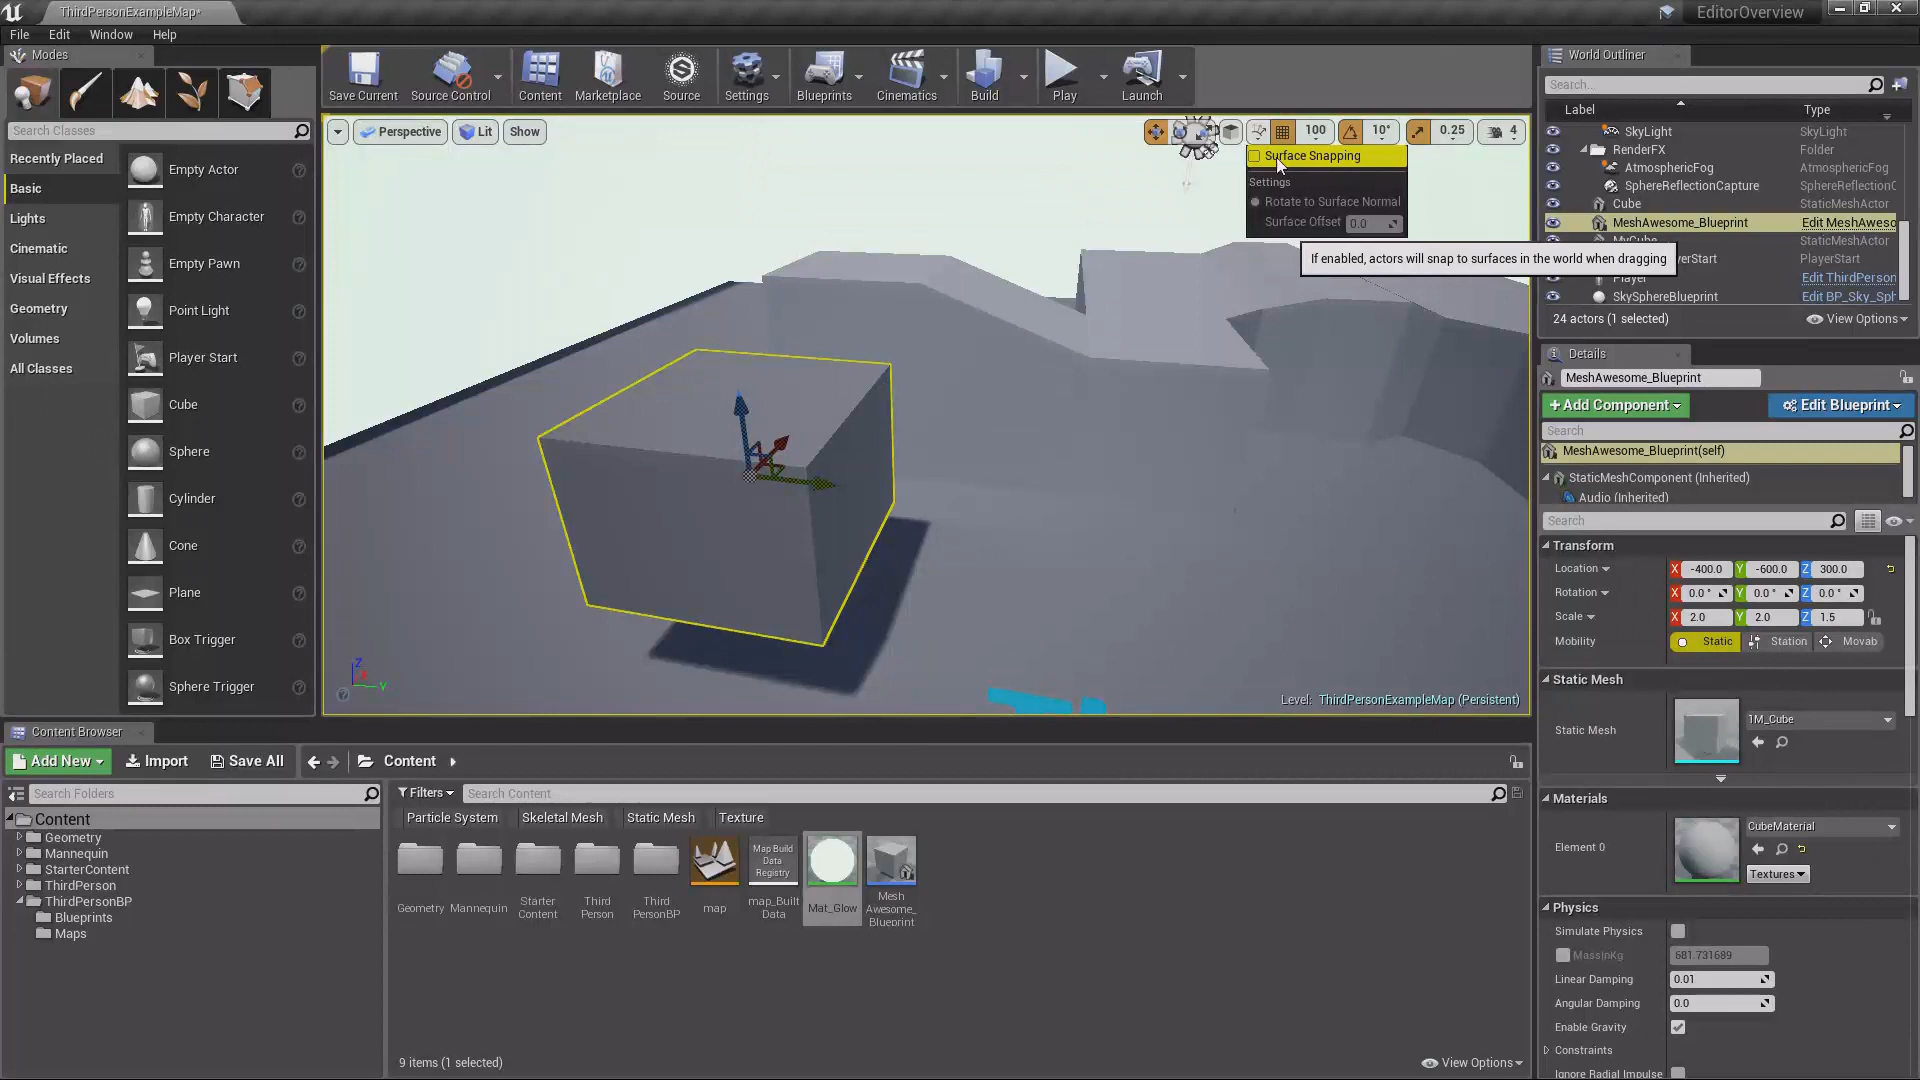 ThirdPersonExampleMap*
EditorOverview
File Edit Window Help
Modes
Search Classes
Recently Placed
Basic
Lights
Cinematic
Visual Effects
Geometry
Volumes
All Classes
Empty Actor
Empty Character
Empty Pawn
Point Light
Player Start
Cube
Sphere
Cylinder
Cone
Plane
Box Trigger
Sphere Trigger
Save Current Source Control Content Marketplace Source Settings Blueprints Cinematics Build Play Launch
Perspective Lit Show
100 10° 0.25 4
Surface Snapping
Settings
Rotate to Surface Normal
Surface Offset 0.0
If enabled, actors will snap to surfaces in the world when dragging
Z
Y
Level: ThirdPersonExampleMap (Persistent)
World Outliner
Search...
Label Type
SkyLight SkyLight
RenderFX Folder
AtmosphericFog AtmosphericFog
SphereReflectionCapture SphereReflectionC
Cube StaticMeshActor
MeshAwesome_Blueprint Edit MeshAweso
MyCube StaticMeshActor
PlayerStart
Player Edit ThirdPerson
SkySphereBlueprint Edit BP_Sky_Sph
24 actors (1 selected) View Options
Details
MeshAwesome_Blueprint
+Add Component Edit Blueprint
Search
MeshAwesome_Blueprint(self)
StaticMeshComponent (Inherited)
Audio (Inherited)
Search
Transform
Location X -400.0 Y -600.0 Z 300.0
Rotation X 0.0 ° Y 0.0 ° Z 0.0 °
Scale X 2.0 Y 2.0 Z 1.5
Mobility Static Station Movab
Static Mesh
Static Mesh 1M_Cube
Materials
Element 0 CubeMaterial
Textures
Physics
Simulate Physics
MassInKg 681.731689
Linear Damping 0.01
Angular Damping 0.0
Enable Gravity
Constraints
Ignore Radial Impulse
Content Browser
Add New Import Save All Content
Search Folders
Content
Geometry
Mannequin
StarterContent
ThirdPerson
ThirdPersonBP
Blueprints
Maps
Filters Search Content
Particle System Skeletal Mesh Static Mesh Texture
Map Build
Data
Registry
Geometry
Mannequin
Starter
Content
Third
Person
Third
PersonBP
map
map_Built
Data
Mat_Glow
Mesh
Awesome_
Blueprint
9 items (1 selected) View Options